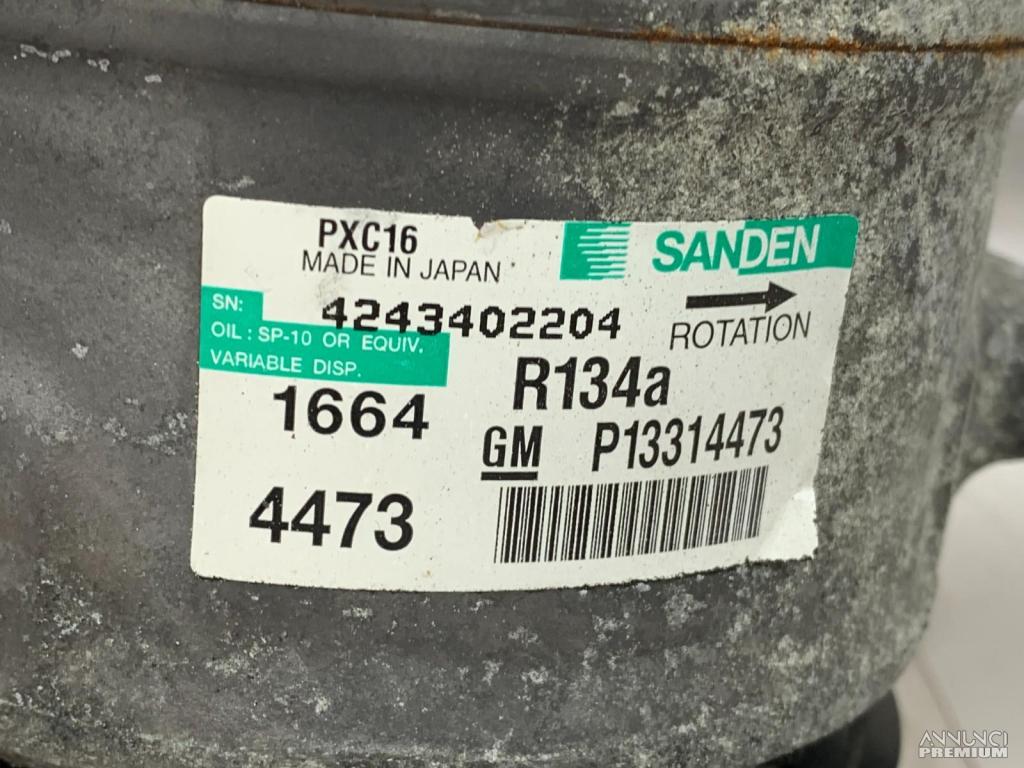 PXC16
MADE IN JAPAN
SANDEN
SN:
4243402204
ROTATION
OIL : SP-10 OR EQUIV.
VARIABLE DISP.
R134a
1664
GM P13314473
4473
ANNUNCI
PREMIUM